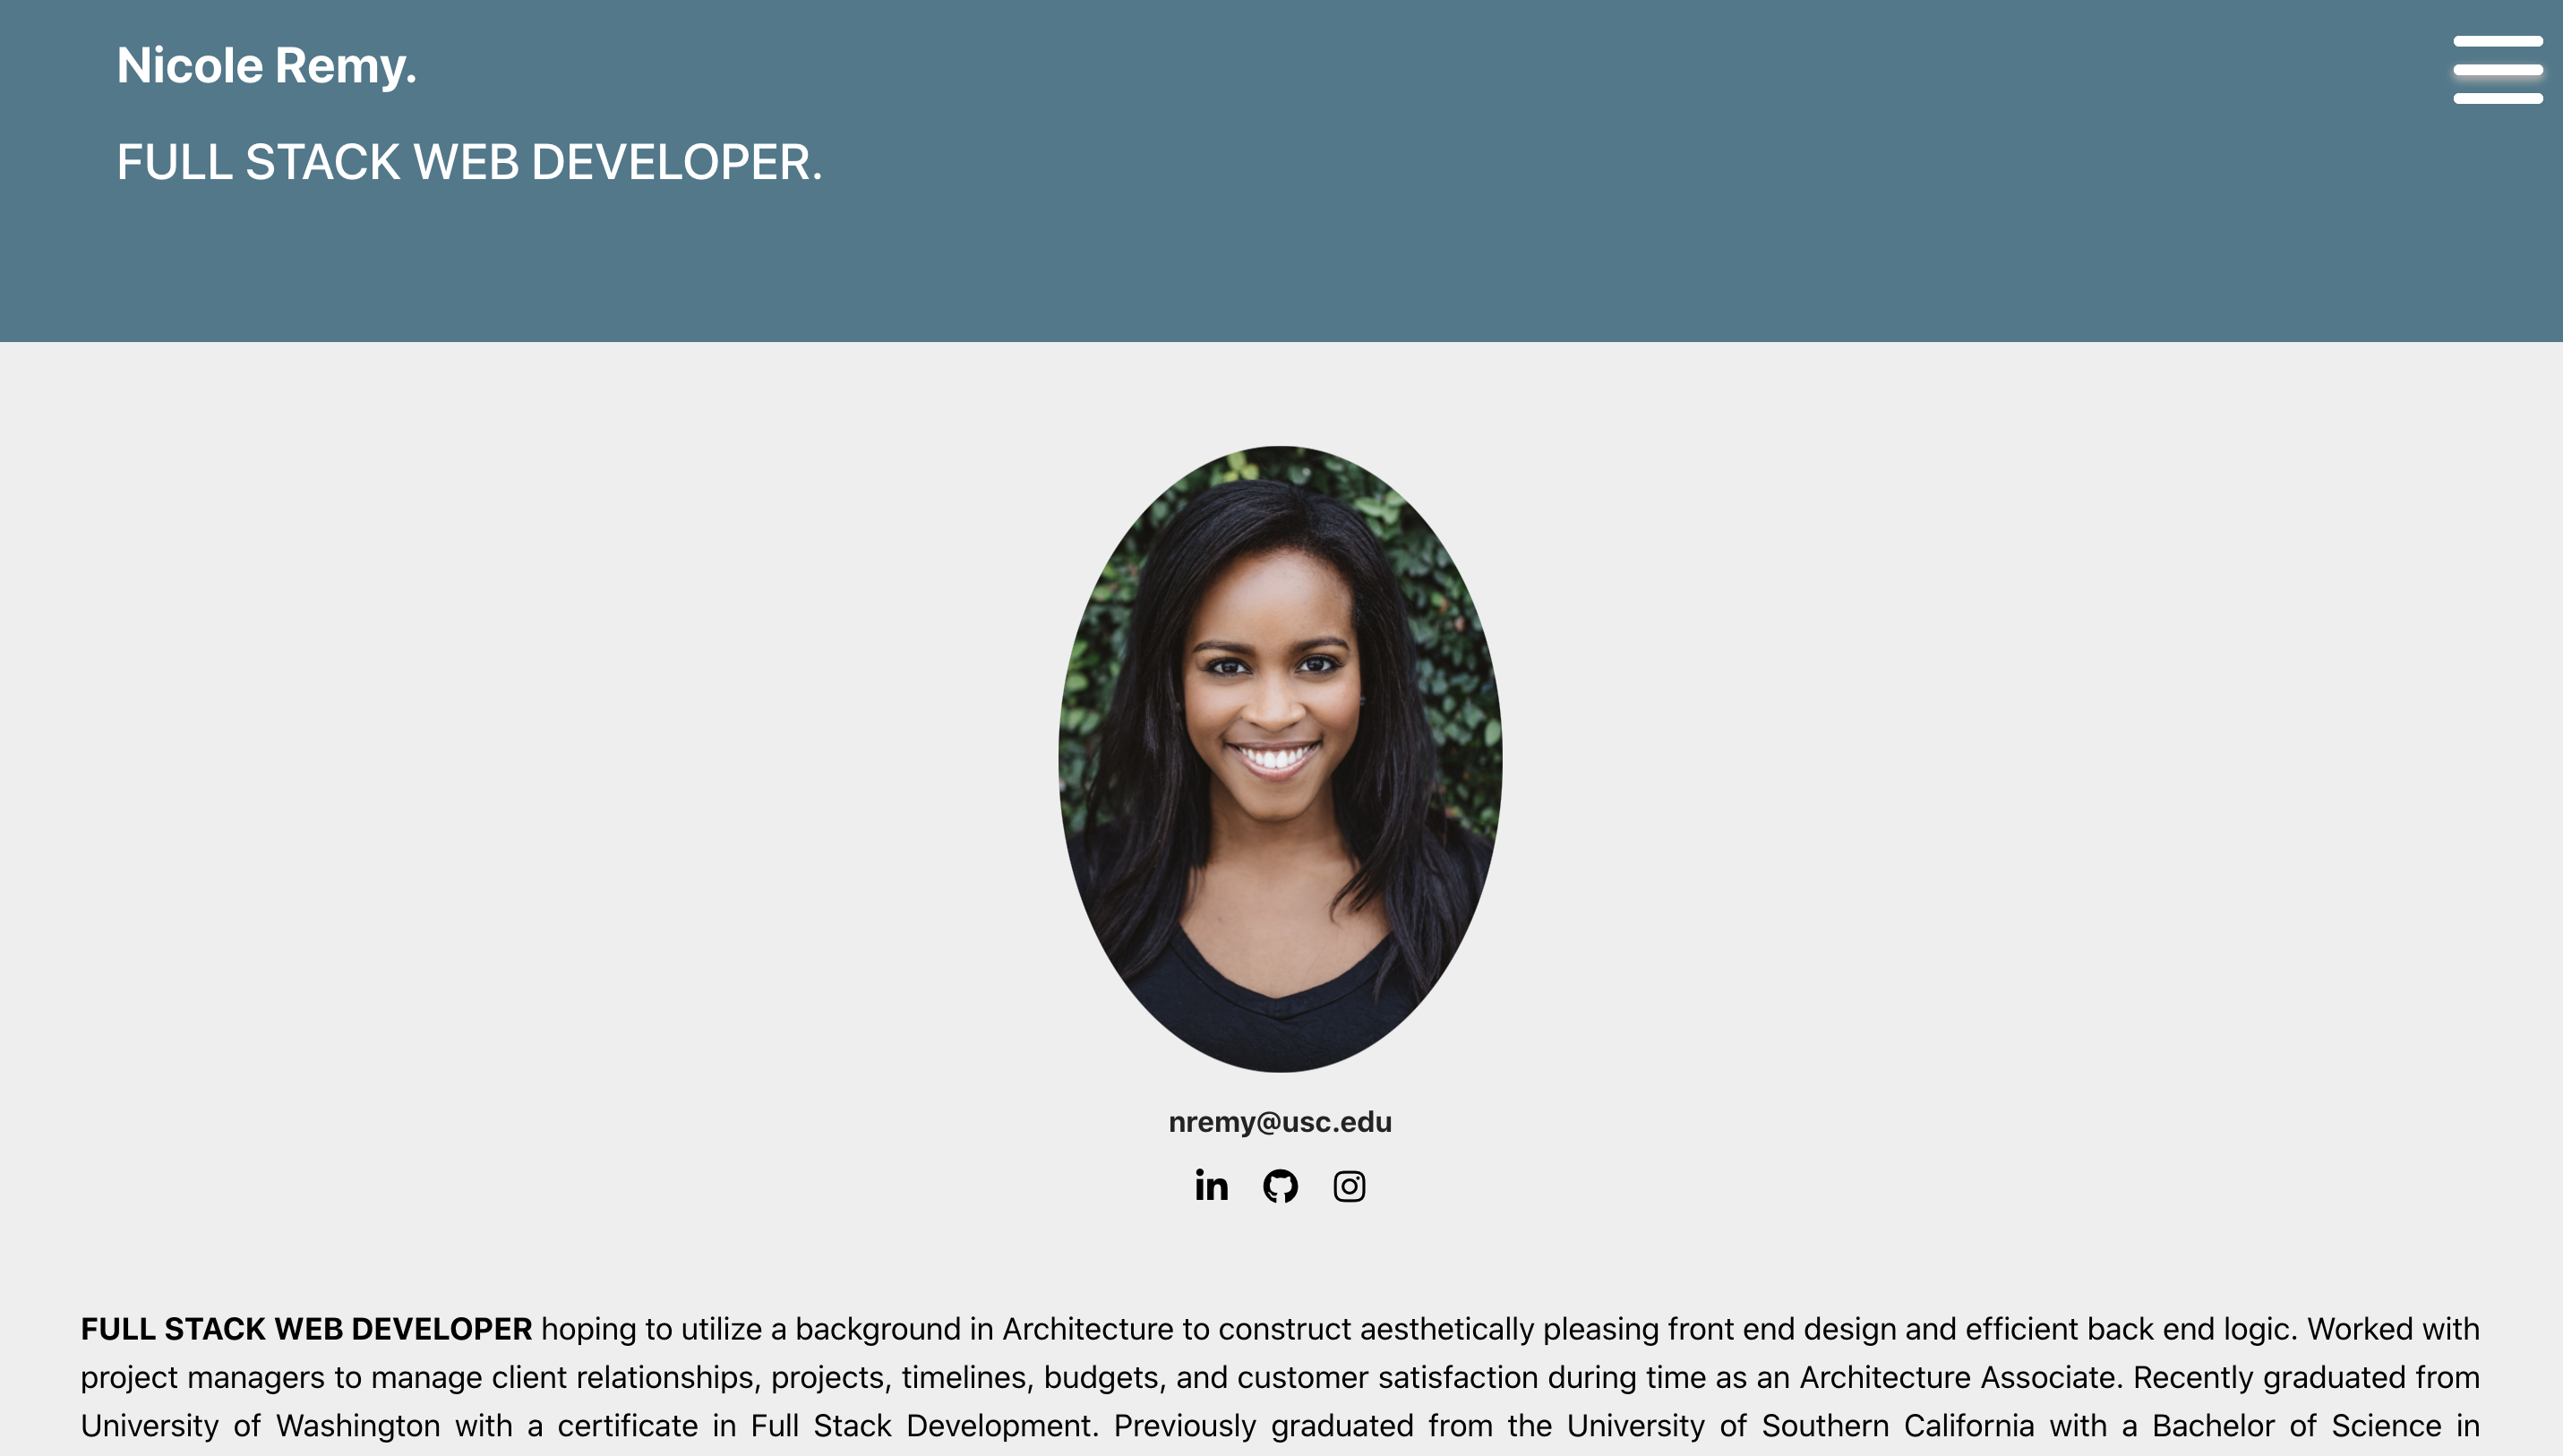 Nicole Remy.
FULL STACK WEB DEVELOPER.
nremy@usc.edu
in
FULL STACK WEB DEVELOPER hoping to utilize a background in Architecture to construct aesthetically pleasing front end design and efficient back end logic. Worked with
project managers to manage client relationships, projects, timelines, budgets, and customer satisfaction during time as an Architecture Associate. Recently graduated from
University of Washington with a certificate in Full Stack Development. Previously graduated from the University of Southern California with a Bachelor of Science in